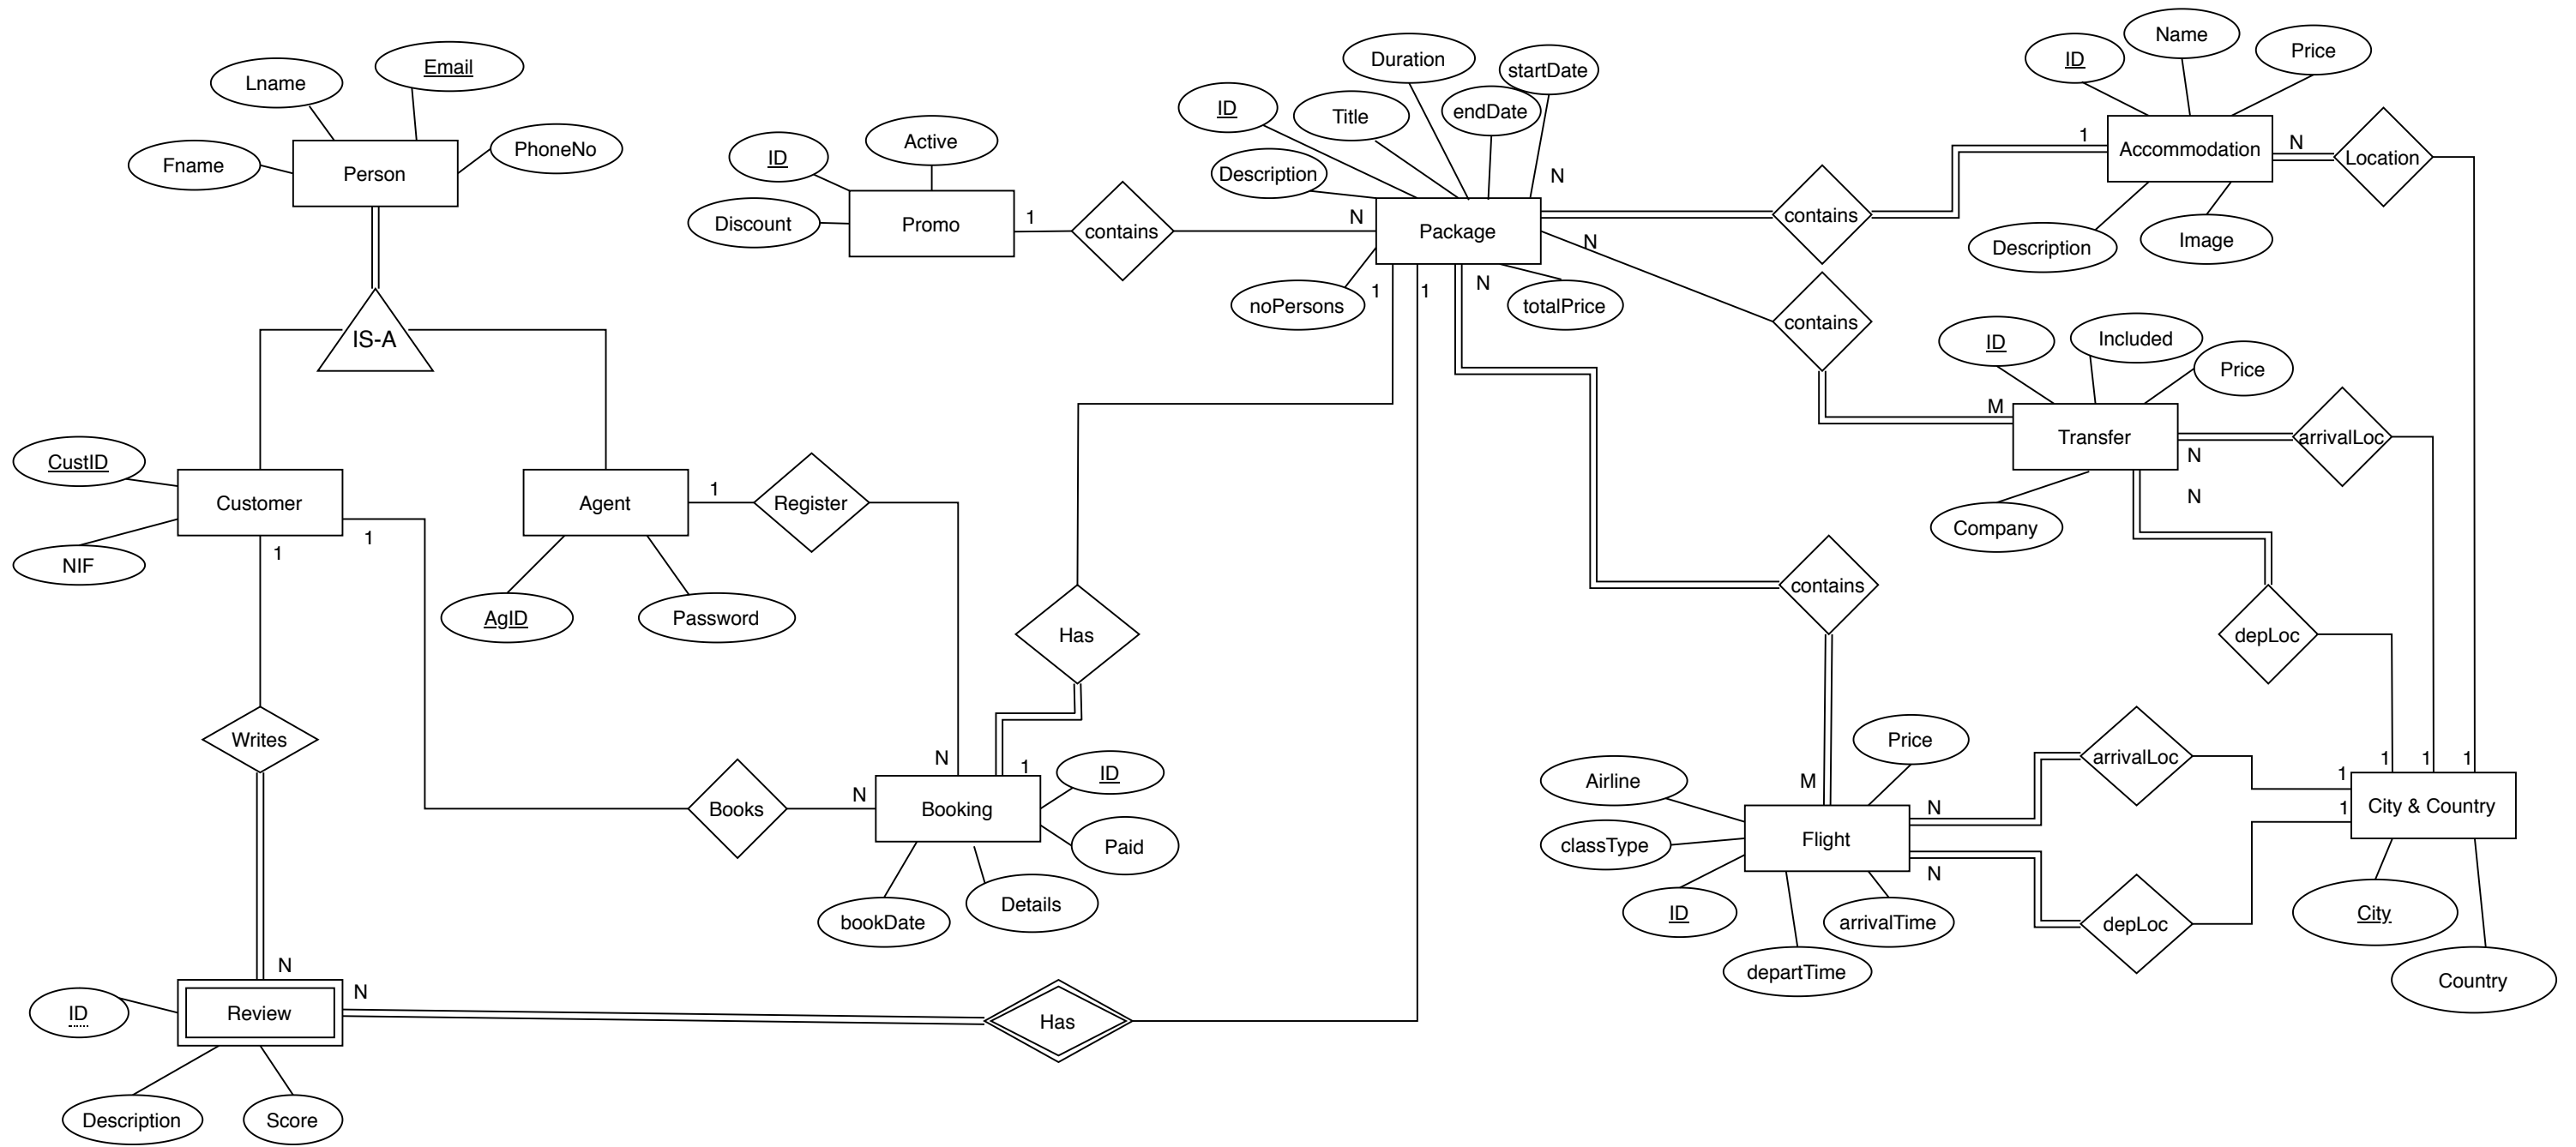 Email
Lname
PhoneNo
Fname
Person
IS-A
CustID
Customer
NIF
1
1
Agent
1
Register
AgID
Password
Writes
Books
N
N
1
Booking
ID
Paid
bookDate
Details
Has
N
N
Review
ID
Description
Score
Has
ID
Active
Discount
Promo
1
contains
N
Duration
startDate
ID
Title
endDate
Description
N
Package
N
noPersons
1
1
N
totalPrice
contains
contains
contains
1
ID
Name
Price
Accommodation
N
Location
Description
Image
ID
Included
Price
M
Transfer
N
arrivalLoc
N
Company
depLoc
Price
Airline
M
classType
Flight
ID
departTime
arrivalTime
N
N
arrivalLoc
depLoc
1
1
1
1
1
City & Country
City
Country